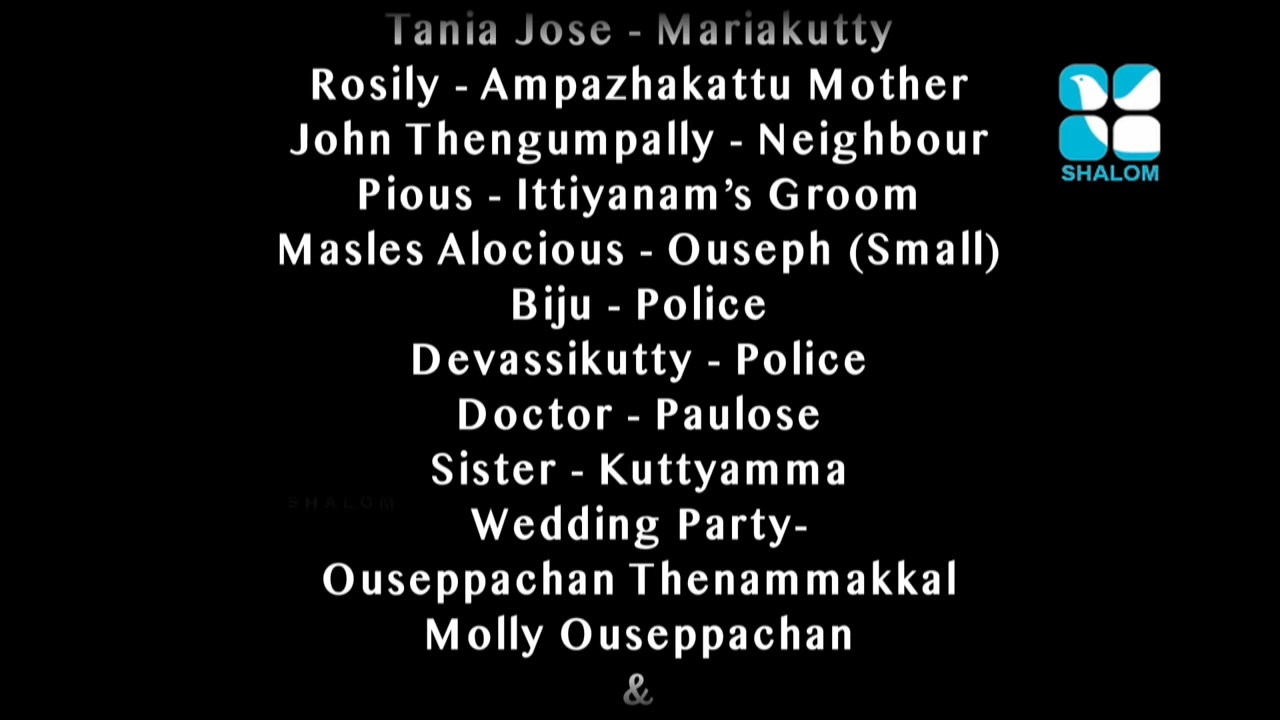 Tania Jose - Mariakutty
Rosily - Ampazhakattu Mother
John Thengumpally - Neighbour
Pious - Ittiyanam’s Groom
Masles Alocious - Ouseph (Small)
Biju - Police
Devassikutty - Police
Doctor - Paulose
Sister - Kuttyamma
Wedding Party-
Ouseppachan Thenammakkal
Molly Ouseppachan
&
SHALOM
SHALOM